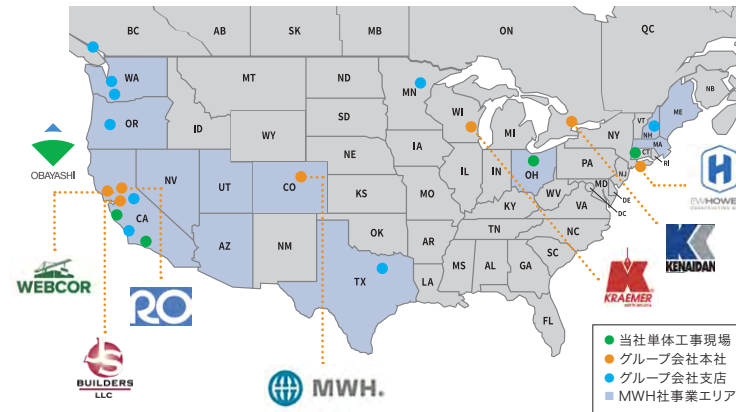 BC
AB
SK
MB
ON
QC
WA
MT
ND
MN
OR
ID
SD
WI
MI
VT
NB
ME
NH
NY
MA
CT
RI
WY
NE
IA
PA
NJ
NV
UT
CO
KS
MO
IL
IN
OH
WV
MD
DE
DC
VA
KY
CA
AZ
NM
OK
AR
TN
NC
SC
TX
LA
MS
AL
GA
FL
OBAYASHI
WEBCOR
RO
JS
BUILDERS
LLC
MWH.
KRAEMER
KENAIDAN
EWHOWE
当社単体工事現場
グループ会社本社
グループ会社支店
MWH社事業エリア